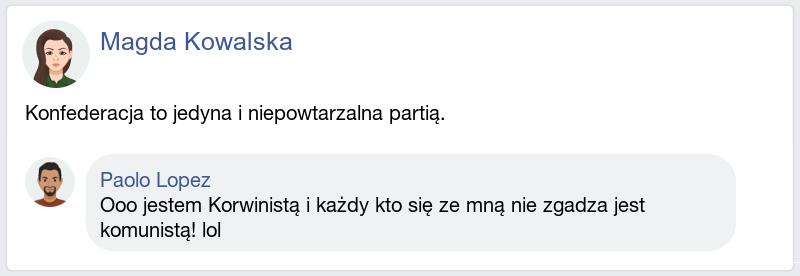 Magda Kowalska
Konfederacja to jedyna i niepowtarzalna partią.
Paolo Lopez
Ooo jestem Korwinistą i każdy kto się ze mną nie zgadza jest
komunistą! lol